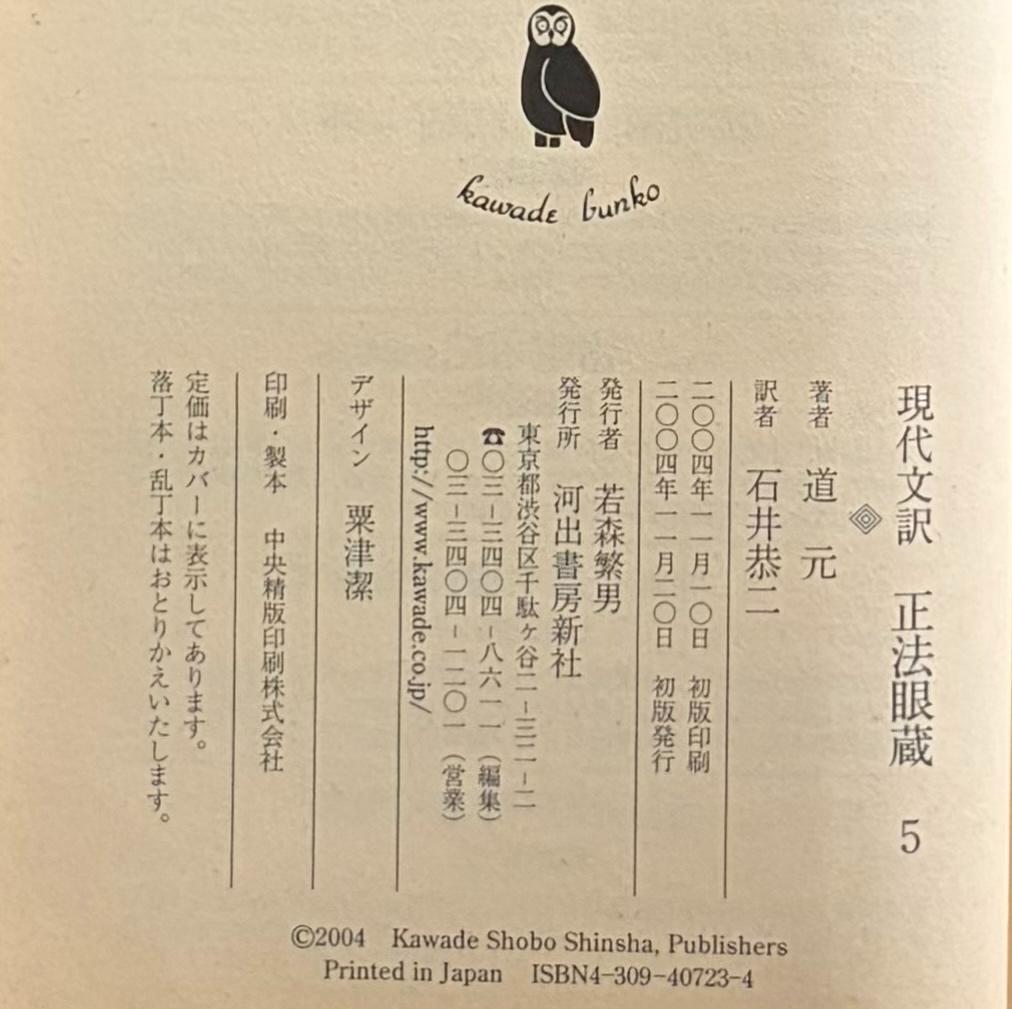 kawade bunko
現代文訳 正法眼蔵 5
著者 道元
訳者 石井恭二
二〇〇四年一一月一〇日 初版印刷
二〇〇四年一一月二〇日 初版発行
発行者 若森繁男
発行所 河出書房新社
東京都渋谷区千駄ヶ谷二-三二-二
☎〇三-三四〇四-八六一一(編集)
〇三-三四〇四-一二〇一(営業)
http://www.kawade.co.jp/
デザイン 粟津潔
印刷・製本 中央精版印刷株式会社
定価はカバーに表示してあります。
落丁本・乱丁本はおとりかえいたします。
©2004 Kawade Shobo Shinsha, Publishers
Printed in Japan ISBN4-309-40723-4